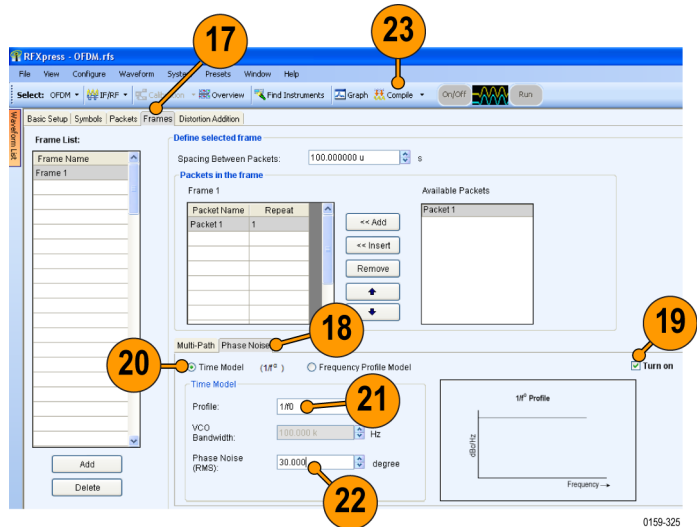 17
23
RFXpress - OFDM.rfs
File View Configure Waveform System Presets Window Help
Select: OFDM IF/RF Overview Find Instruments Graph Compile On/Off Run
Waveform List
Basic Setup Symbols Packets Frames Distortion Addition
Frame List:
Frame Name
Frame 1
Add
Delete
Define selected frame
Spacing Between Packets: 100.000000 u s
Packets in the frame
Frame 1
Available Packets
Packet Name Repeat
Packet 1 1
<< Add
<< Insert
Remove
Packet 1
18
19
Multi-Path Phase Noise
20
Time Model (1/f⁰ ) Frequency Profile Model
Turn on
Time Model
Profile: 1/f0
21
VCO Bandwidth: 100.000 k Hz
Phase Noise (RMS): 30.000 degree
22
1/f⁰ Profile
dBc/Hz
Frequency →
0159-325